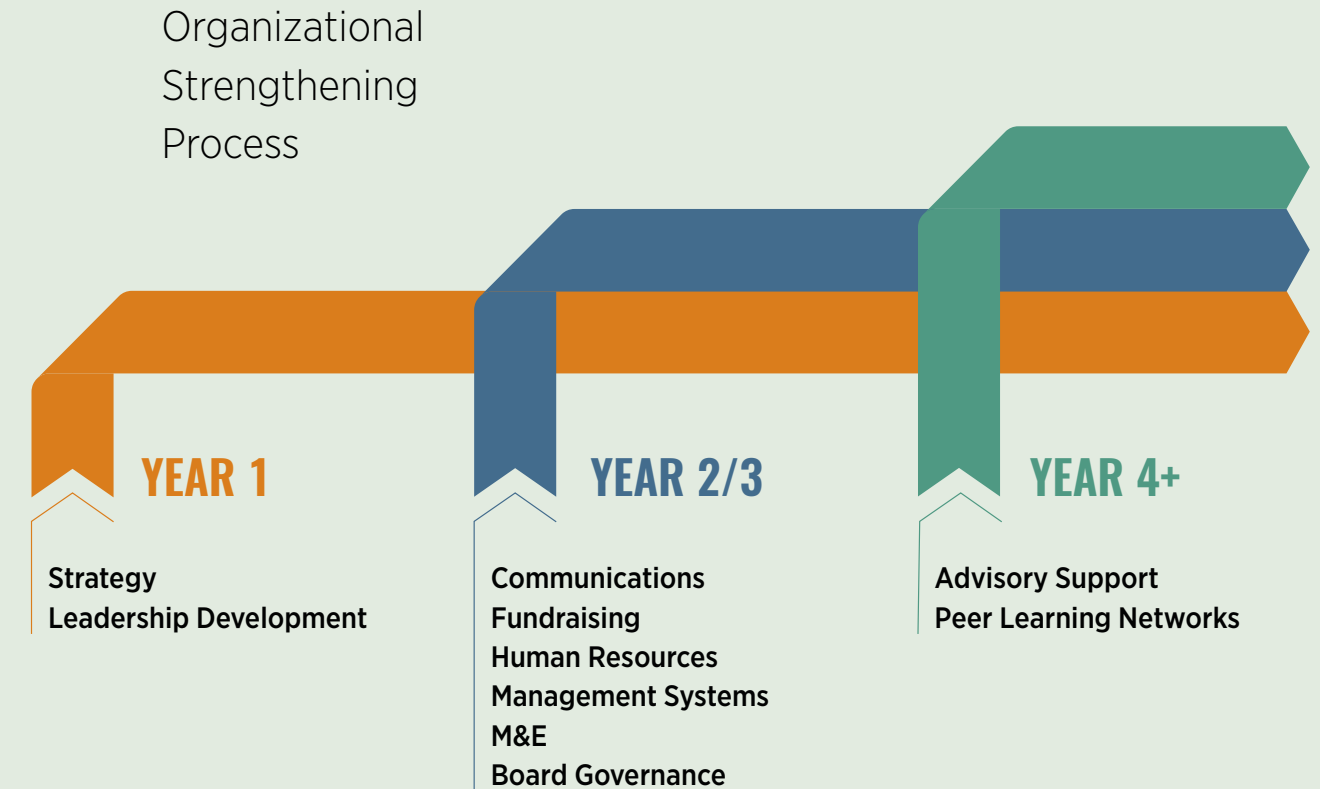 Organizational
Strengthening
Process
YEAR 1
Strategy
Leadership Development
YEAR 2/3
Communications
Fundraising
Human Resources
Management Systems
M&E
Board Governance
YEAR 4+
Advisory Support
Peer Learning Networks